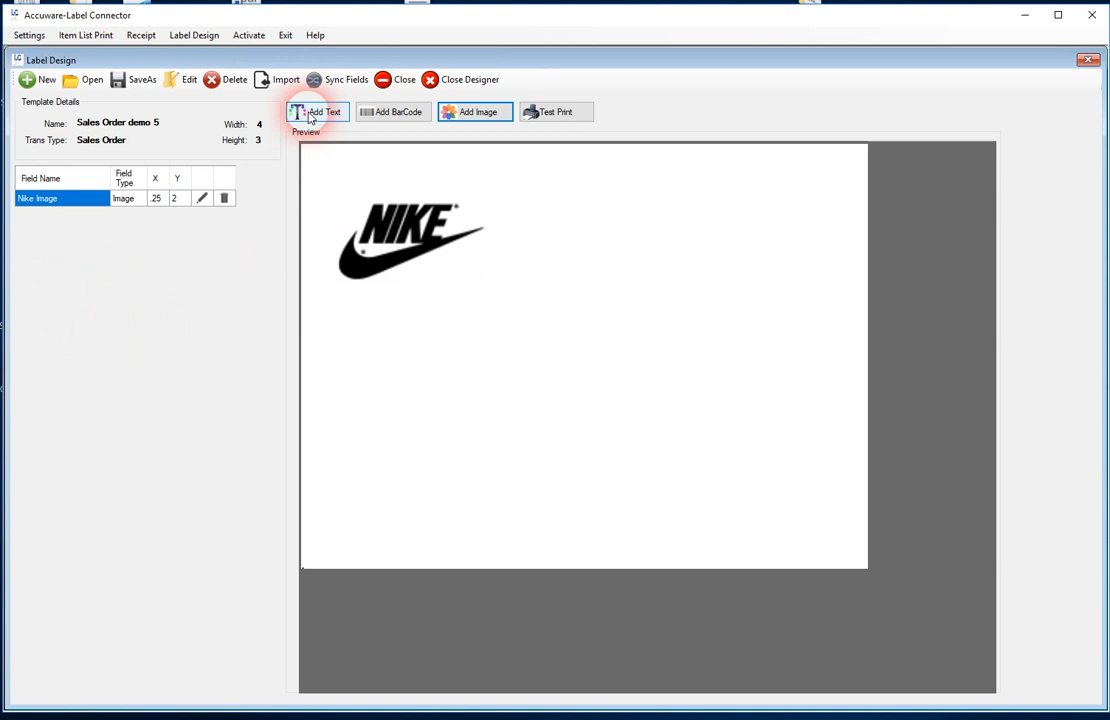 Accuware-Label Connector
Settings Item List Print Receipt Label Design Activate Exit Help
Label Design
New Open SaveAs Edit Delete Import Sync Fields Close Close Designer
Template Details
Name: Sales Order demo 5 Width: 4
Trans Type: Sales Order Height: 3
Add Text Add BarCode Add Image Test Print
Preview
Field Name Field Type X Y
Nike Image Image .25 2
NIKE